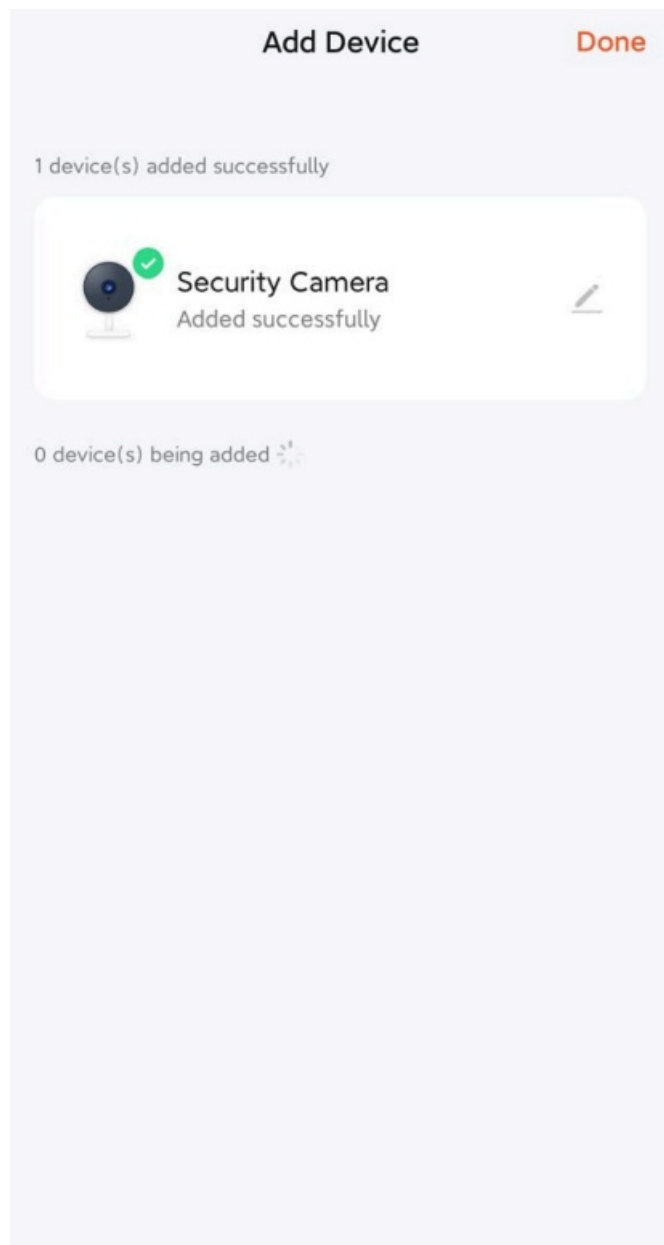 Add Device
Done
1 device(s) added successfully
Security Camera
Added successfully
0 device(s) being added